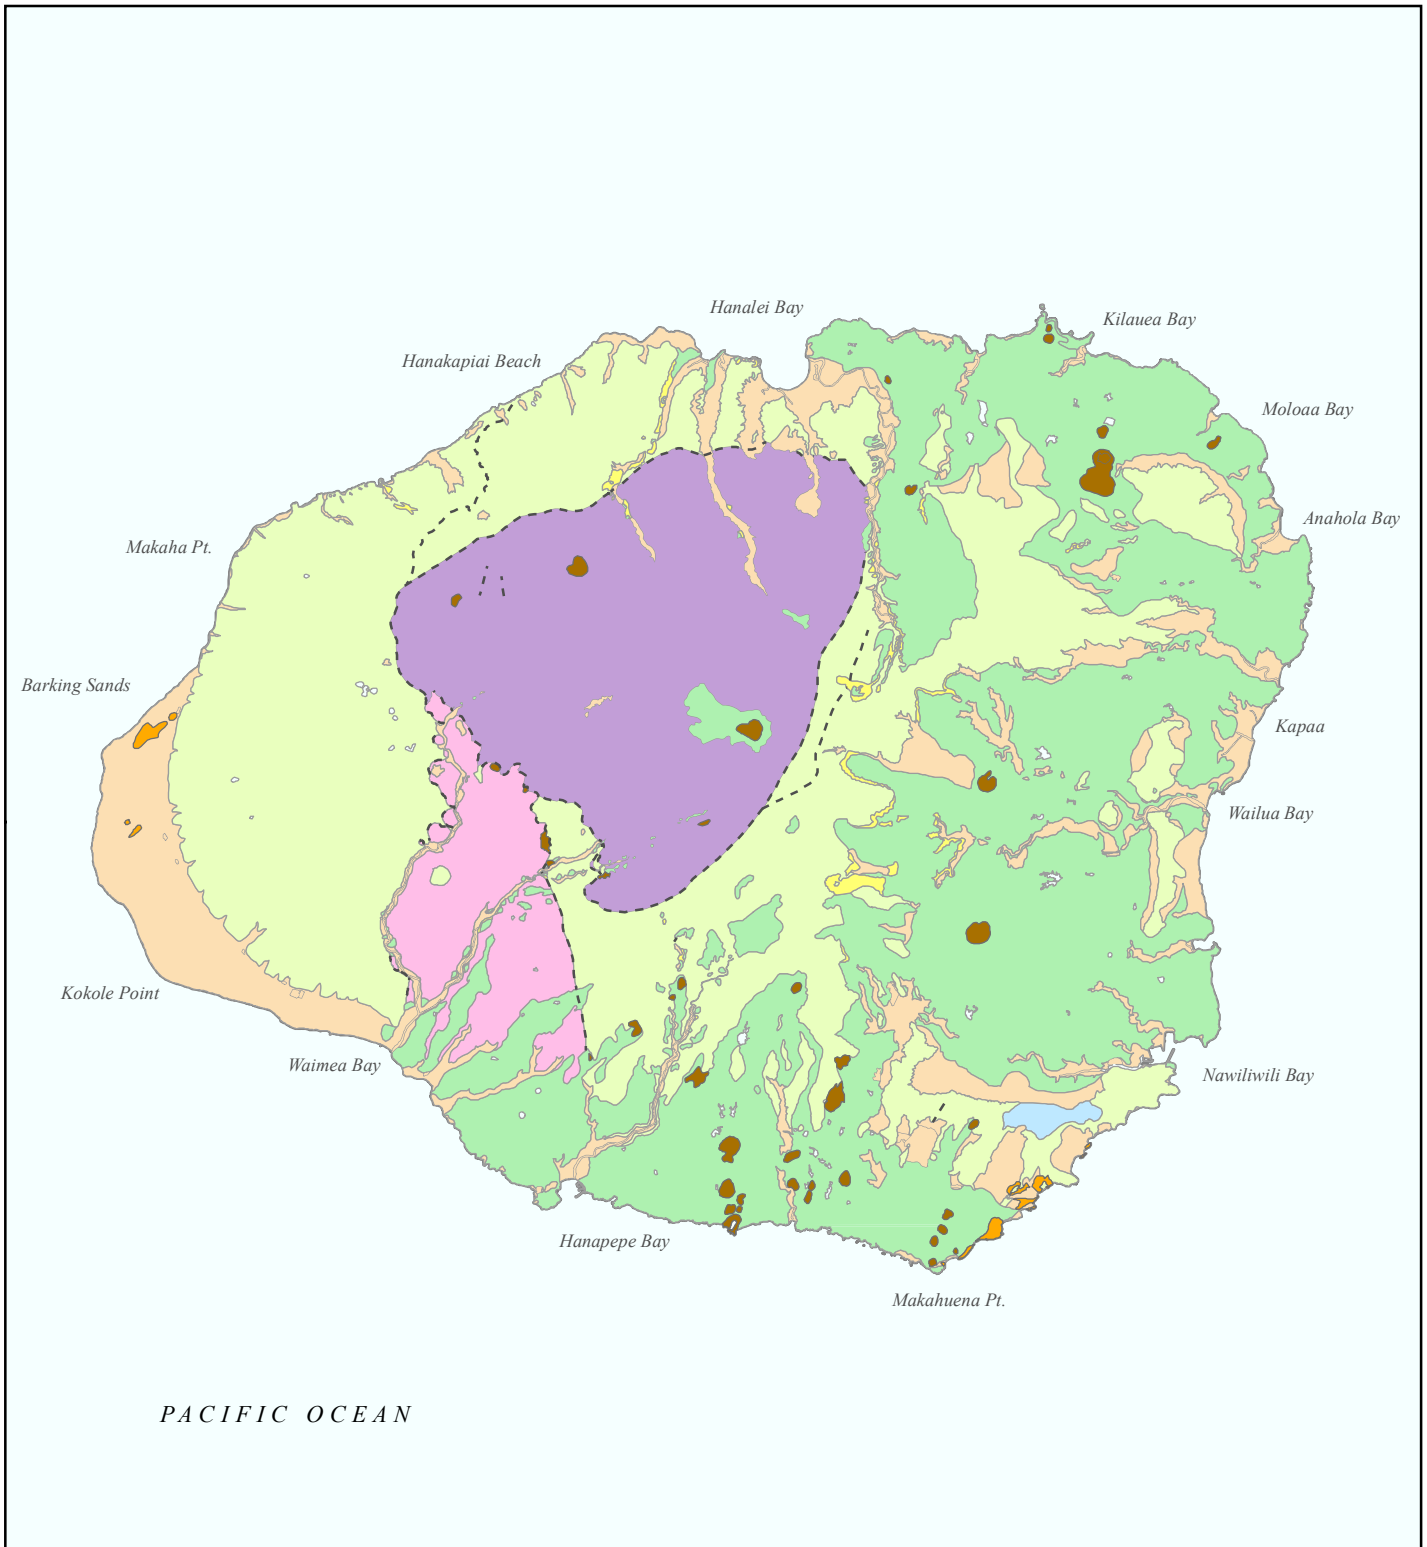 Hanalei Bay
Kilauea Bay
Hanakapiai Beach
Moloaa Bay
Anahola Bay
Makaha Pt.
Barking Sands
Kapaa
Wailua Bay
Kokole Point
Waimea Bay
Nawiliwili Bay
Hanapepe Bay
Makahuena Pt.
PACIFIC OCEAN